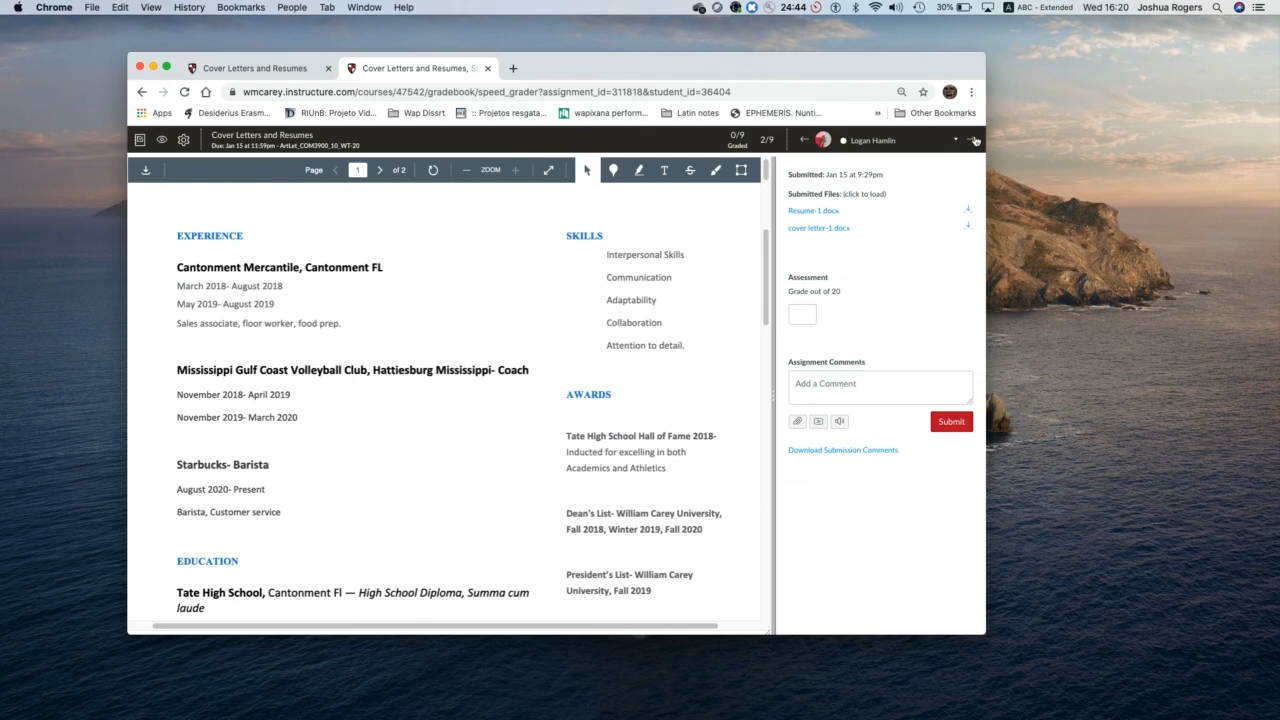 Chrome File Edit View History Bookmarks People Tab Window Help 24:44 30% ABC - Extended Wed 16:20 Joshua Rogers
Cover Letters and Resumes Cover Letters and Resumes, S
wmcarey.instructure.com/courses/47542/gradebook/speed_grader?assignment_id=311818&student_id=36404
Apps Desiderius Erasm... RIUnB: Projeto Vid... Wap Dissrt :: Projetos resgata... wapixana perform... Latin notes EPHEMERIS. Nunti... » Other Bookmarks
Cover Letters and Resumes
Due: Jan 15 at 11:59pm - ArtLet_COM3900_10_WT-20
0/9
Graded
2/9
Logan Hamlin
Page 1 of 2 ZOOM
EXPERIENCE
Cantonment Mercantile, Cantonment FL
March 2018- August 2018
May 2019- August 2019
Sales associate, floor worker, food prep.
Mississippi Gulf Coast Volleyball Club, Hattiesburg Mississippi- Coach
November 2018- April 2019
November 2019- March 2020
Starbucks- Barista
August 2020- Present
Barista, Customer service
EDUCATION
Tate High School, Cantonment Fl — High School Diploma, Summa cum
laude
SKILLS
Interpersonal Skills
Communication
Adaptability
Collaboration
Attention to detail.
AWARDS
Tate High School Hall of Fame 2018-
Inducted for excelling in both
Academics and Athletics
Dean's List- William Carey University,
Fall 2018, Winter 2019, Fall 2020
President's List- William Carey
University, Fall 2019
Submitted: Jan 15 at 9:29pm
Submitted Files: (click to load)
Resume-1.docx
cover letter-1.docx
Assessment
Grade out of 20
Assignment Comments
Add a Comment
Submit
Download Submission Comments